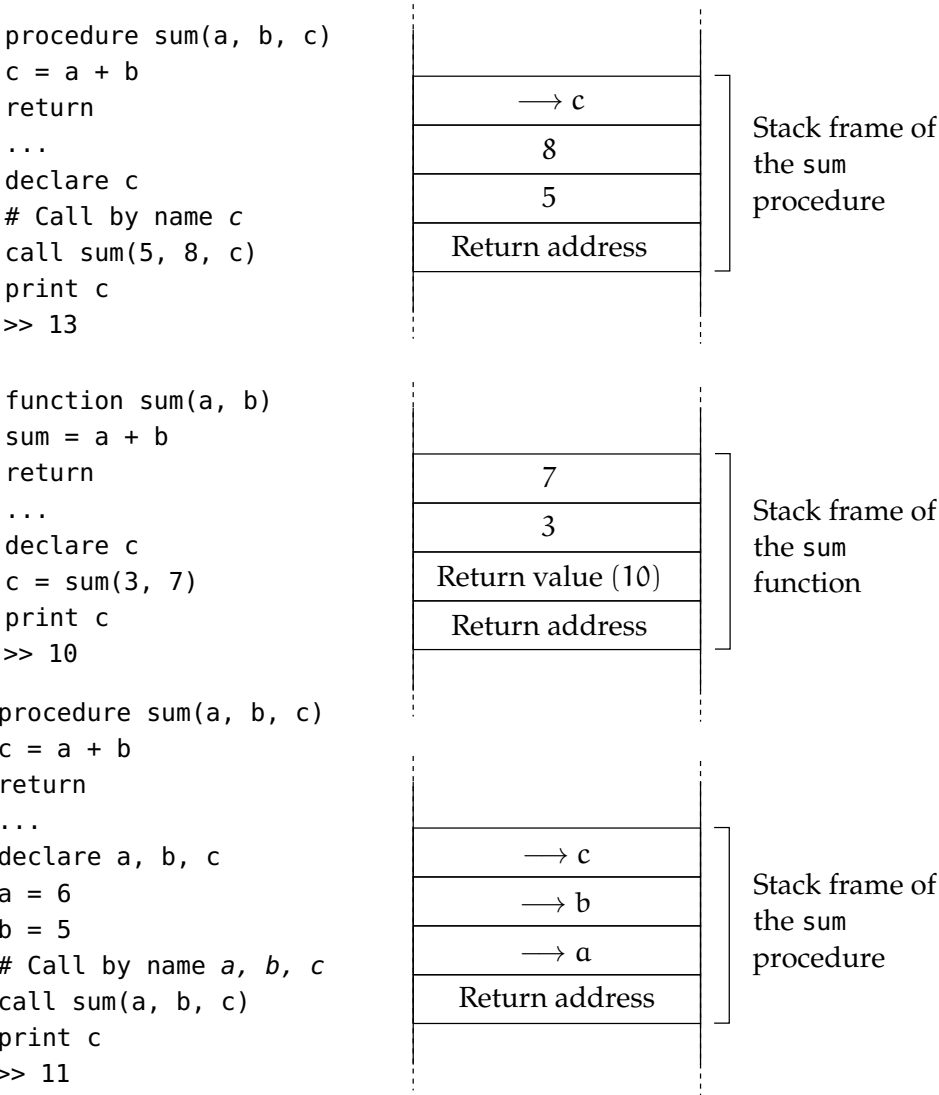 procedure sum(a, b, c)
c = a + b
return
...
declare c
# Call by name c
call sum(5, 8, c)
print c
>> 13
⟶ c
8
5
Return address
Stack frame of
the sum
procedure
function sum(a, b)
sum = a + b
return
...
declare c
c = sum(3, 7)
print c
>> 10
7
3
Return value (10)
Return address
Stack frame of
the sum
function
procedure sum(a, b, c)
c = a + b
return
...
declare a, b, c
a = 6
b = 5
# Call by name a, b, c
call sum(a, b, c)
print c
>> 11
⟶ c
⟶ b
⟶ a
Return address
Stack frame of
the sum
procedure